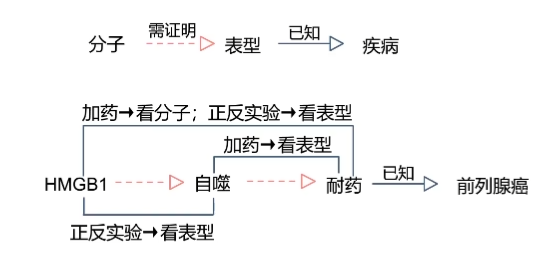 需证明
已知
分子
表型
疾病
加药→看分子；正反实验→看表型
加药→看表型
已知
HMGB1
自噬
耐药
前列腺癌
正反实验→看表型